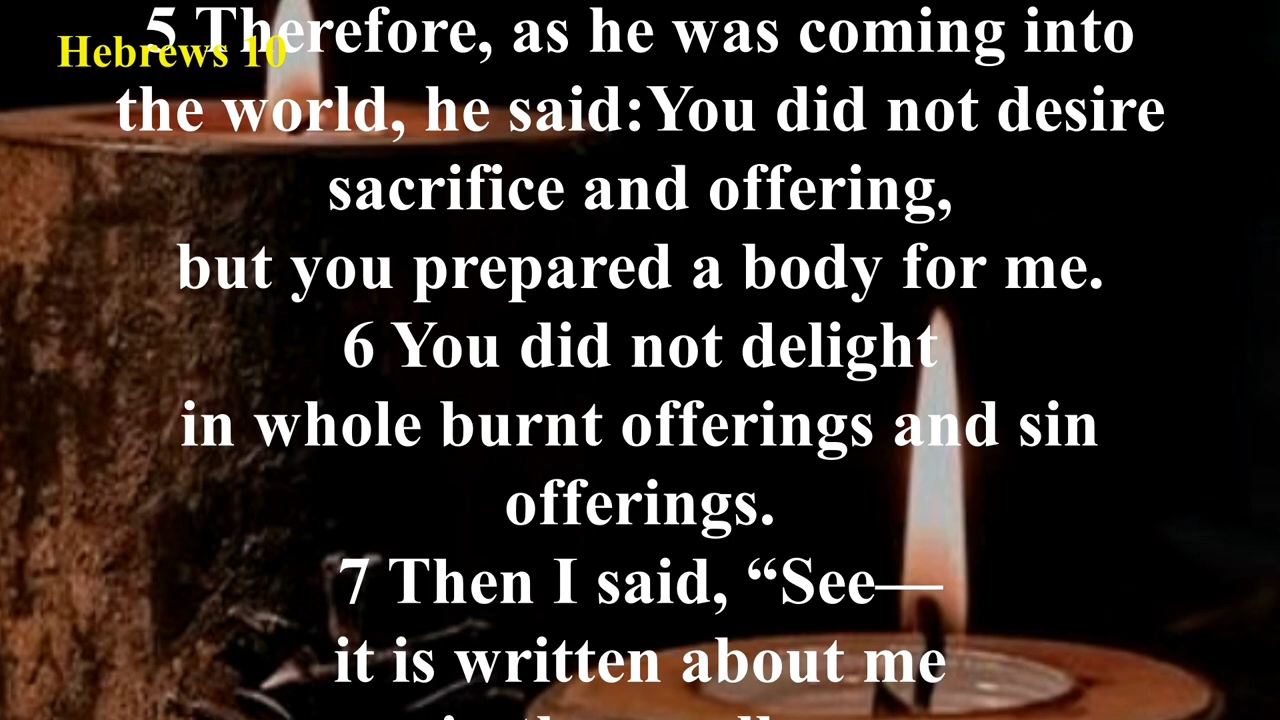 Hebrews 10
5 Therefore, as he was coming into
the world, he said:You did not desire
sacrifice and offering,
but you prepared a body for me.
6 You did not delight
in whole burnt offerings and sin
offerings.
7 Then I said, “See—
it is written about me